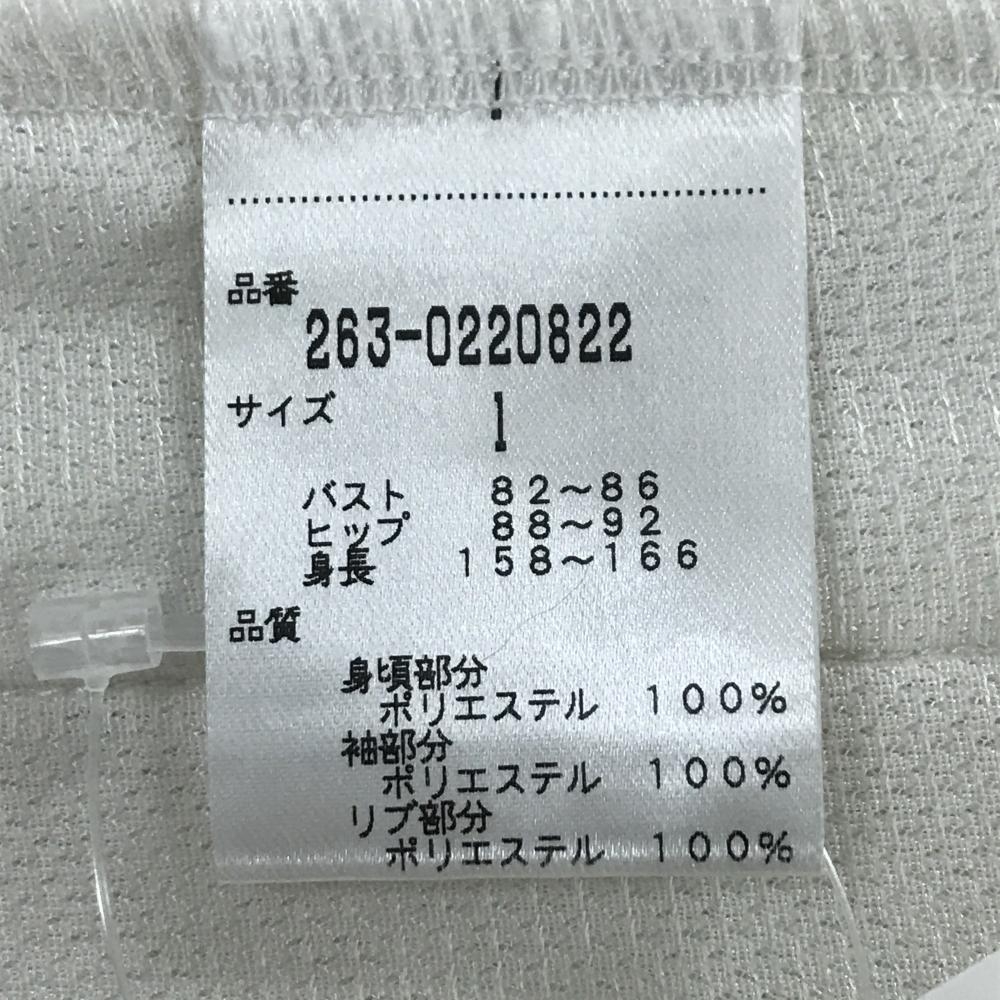 品番
263-0220822
サイズ 1
バスト 82～86
ヒップ 88～92
身長 158～166
品質
身頃部分
ポリエステル 100%
袖部分
ポリエステル 100%
リブ部分
ポリエステル 100%